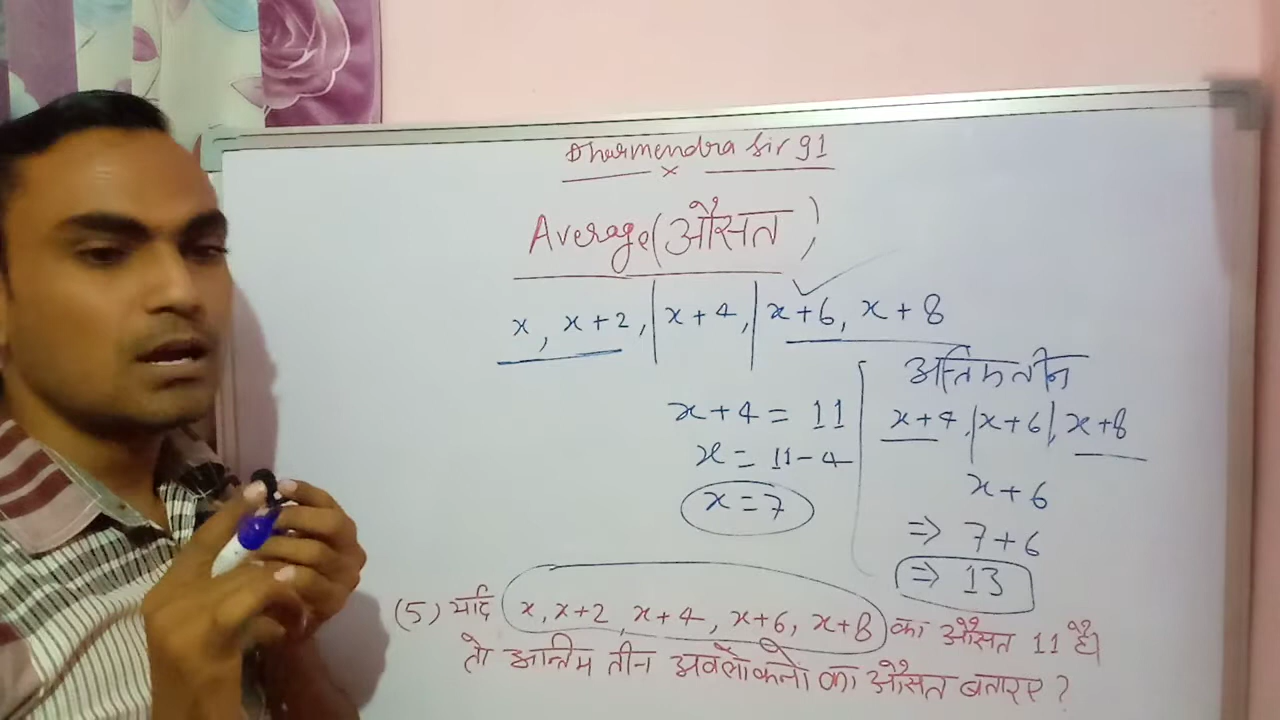 Dharmendra Sir 91
Average(औसत)
x, x+2, x+4, x+6, x+8
x+4 = 11
x = 11-4
x = 7
अन्तिम तीन
x+4, x+6, x+8
x+6
⇒ 7+6
⇒ 13
(5) यदि x, x+2, x+4, x+6, x+8 का औसत 11 है
तो अन्तिम तीन अवलोकनों का औसत बताइए ?